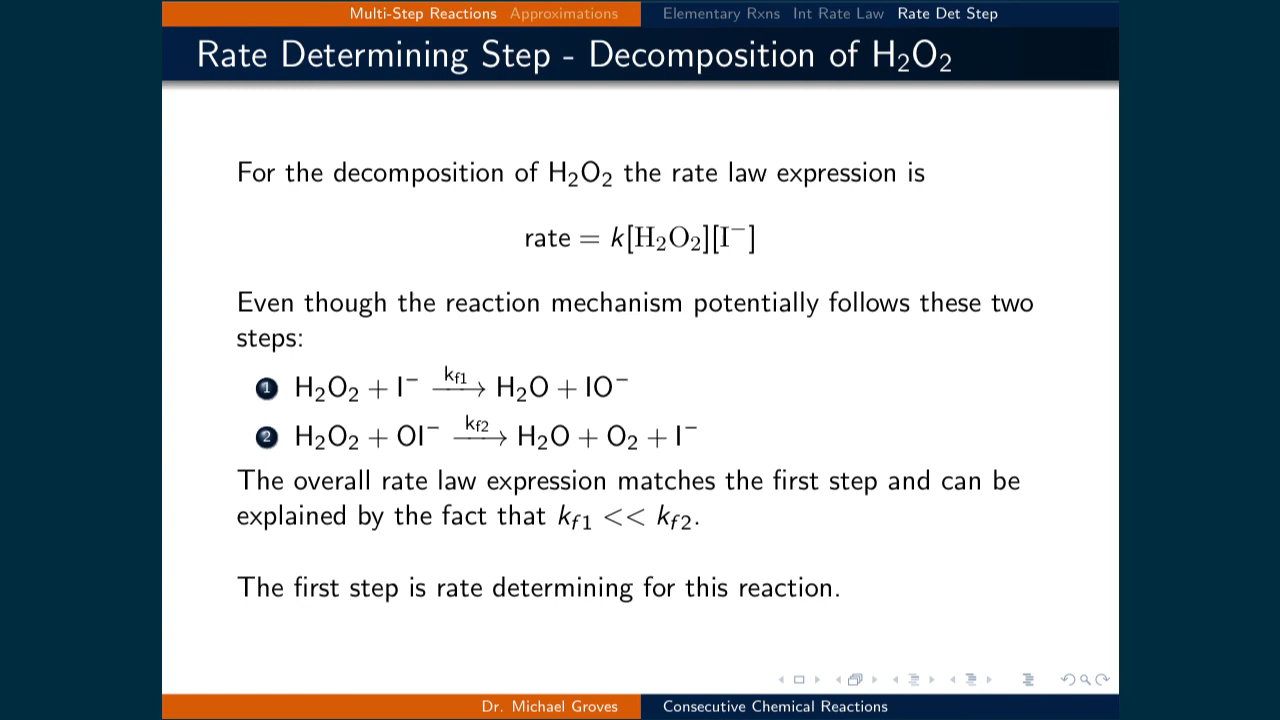 Multi-Step Reactions Approximations Elementary Rxns Int Rate Law Rate Det Step
Rate Determining Step - Decomposition of H₂O₂
For the decomposition of H₂O₂ the rate law expression is
rate = k[H₂O₂][I⁻]
Even though the reaction mechanism potentially follows these two
steps:
1 H₂O₂ + I⁻ —k_f1→ H₂O + IO⁻
2 H₂O₂ + OI⁻ —k_f2→ H₂O + O₂ + I⁻
The overall rate law expression matches the first step and can be
explained by the fact that k_f1 << k_f2.
The first step is rate determining for this reaction.
Dr. Michael Groves Consecutive Chemical Reactions